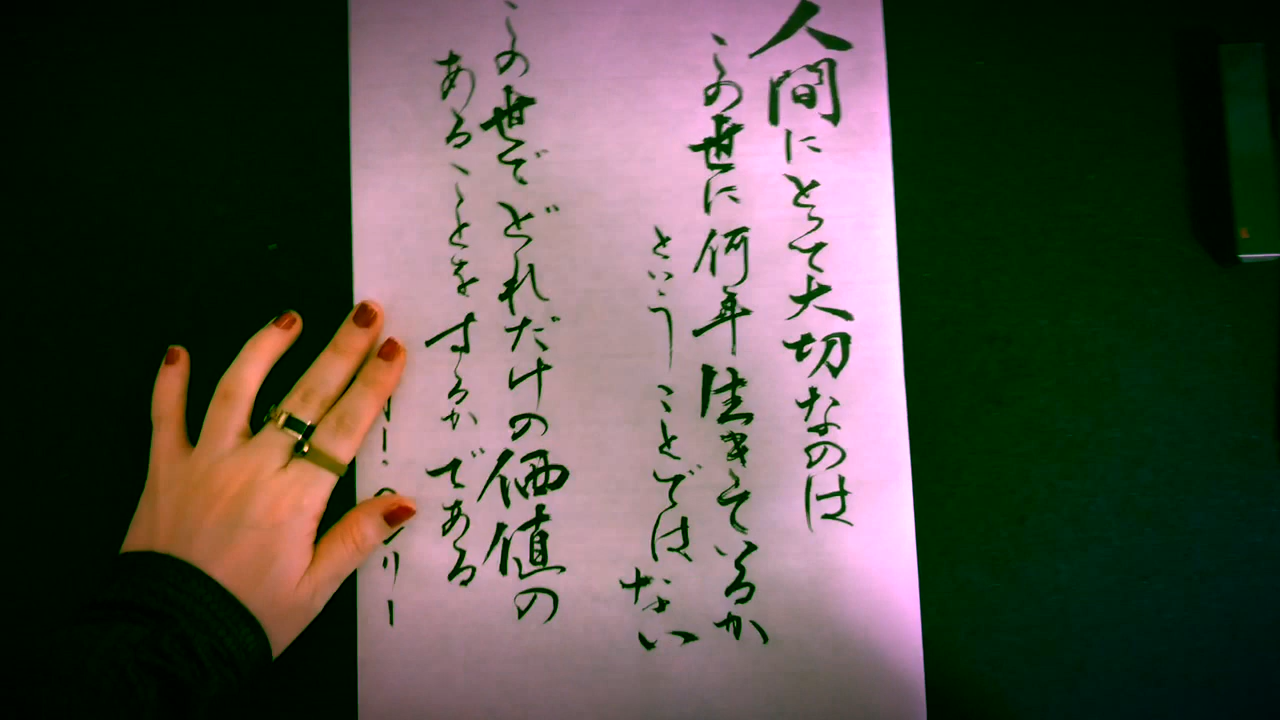 人間にとって大切なのは
この世に何年生きているか
ということではない
この世でどれだけの価値の
あることをするかである
リー